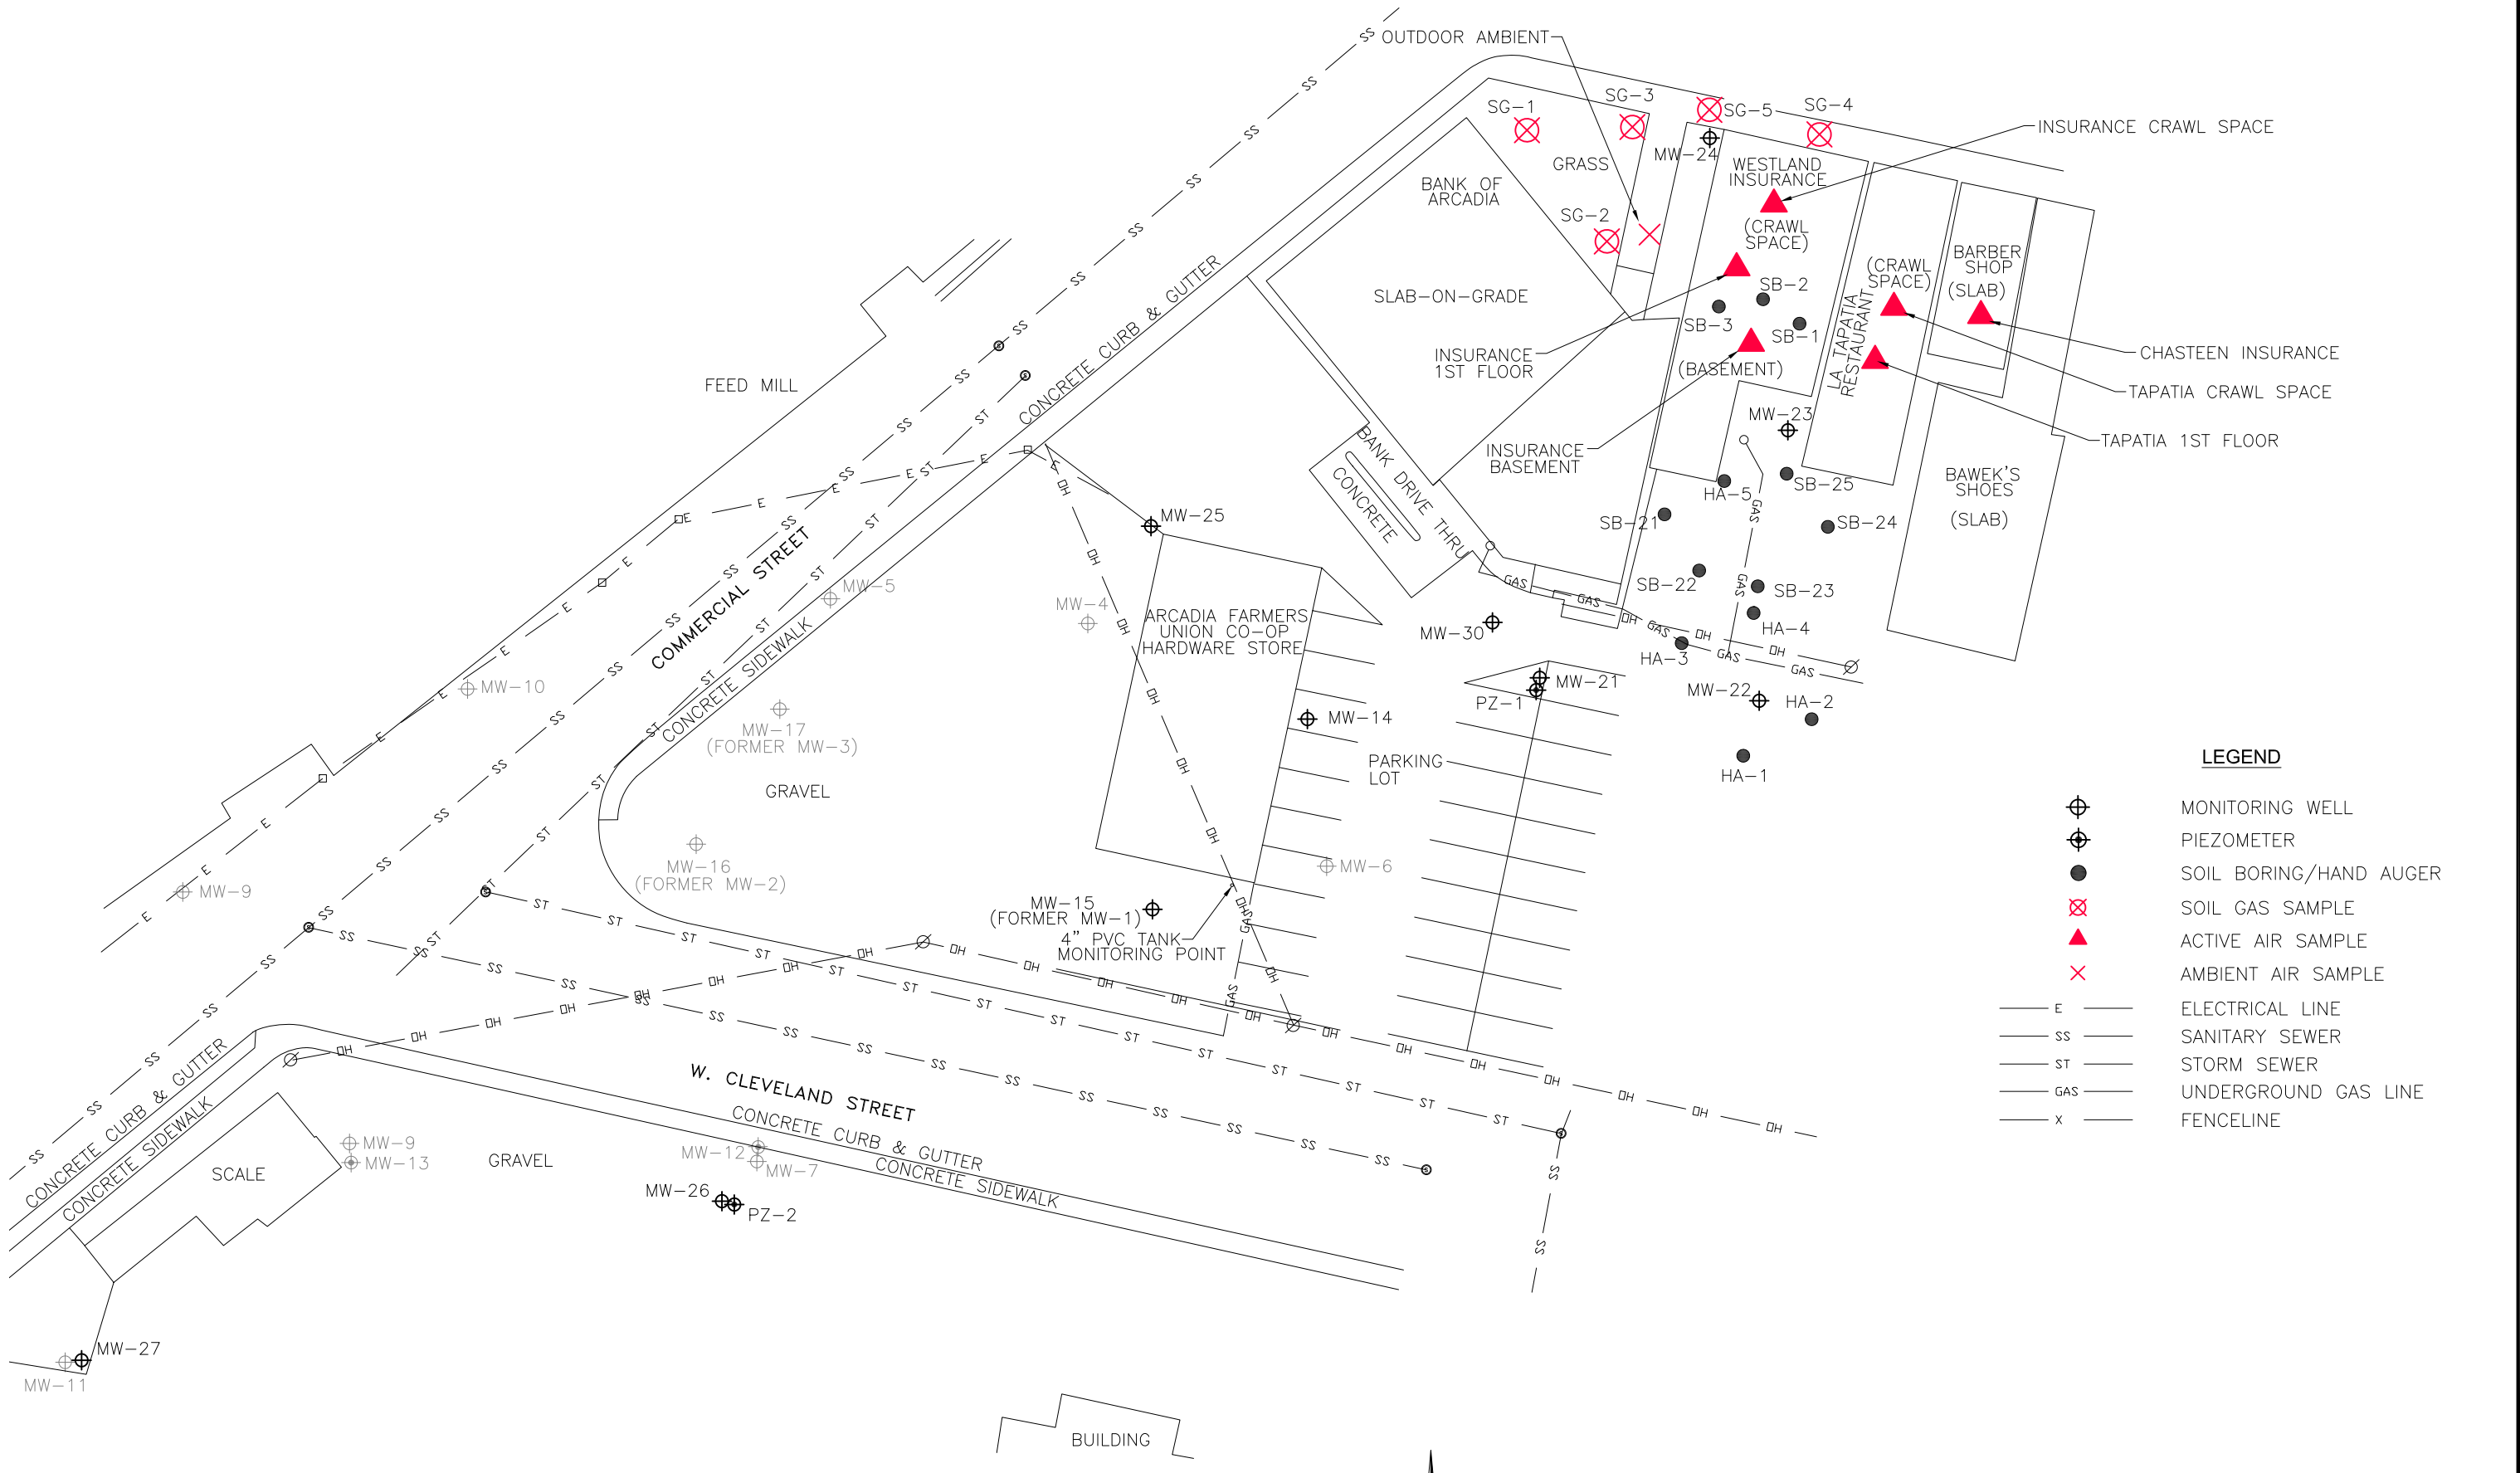 OUTDOOR AMBIENT
SS
SG-1
SG-3
SG-5
SG-4
INSURANCE CRAWL SPACE
GRASS
MW-24
WESTLAND
INSURANCE
BANK OF
ARCADIA
SG-2
(CRAWL
SPACE)
BARBER
SHOP
(SLAB)
(CRAWL
SPACE)
SLAB-ON-GRADE
SB-2
SB-3
SB-1
LA TAPATIA
RESTAURANT
INSURANCE
1ST FLOOR
(BASEMENT)
CHASTEEN INSURANCE
TAPATIA CRAWL SPACE
TAPATIA 1ST FLOOR
FEED MILL
CONCRETE CURB & GUTTER
MW-23
INSURANCE
BASEMENT
BANK DRIVE THRU
CONCRETE
BAWEK'S
SHOES
(SLAB)
HA-5
SB-25
SB-21
SB-24
SB-22
SB-23
HA-4
HA-3
MW-25
COMMERCIAL STREET
MW-5
MW-4
ARCADIA FARMERS
UNION CO-OP
HARDWARE STORE
MW-30
CONCRETE SIDEWALK
MW-10
MW-21
PZ-1
MW-22
HA-2
HA-1
MW-17
(FORMER MW-3)
MW-14
PARKING
LOT
GRAVEL
MW-16
(FORMER MW-2)
MW-6
MW-9
MW-15
(FORMER MW-1)
4" PVC TANK
MONITORING POINT
E
ST
OH
GAS
LEGEND
MONITORING WELL
PIEZOMETER
SOIL BORING/HAND AUGER
SOIL GAS SAMPLE
ACTIVE AIR SAMPLE
AMBIENT AIR SAMPLE
E ELECTRICAL LINE
SS SANITARY SEWER
ST STORM SEWER
GAS UNDERGROUND GAS LINE
X FENCELINE
W. CLEVELAND STREET
CONCRETE CURB & GUTTER
CONCRETE SIDEWALK
CONCRETE CURB & GUTTER
CONCRETE SIDEWALK
SCALE
MW-9
MW-13
GRAVEL
MW-12
MW-7
MW-26
PZ-2
MW-27
MW-11
BUILDING